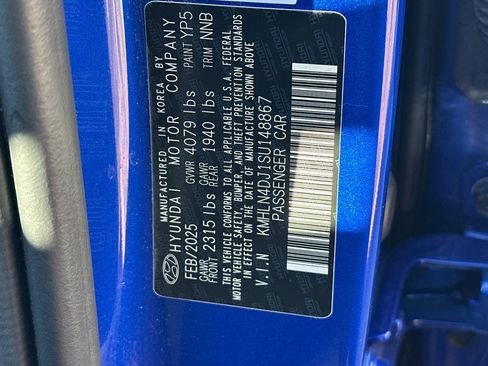 MANUFACTURED IN KOREA BY
HYUNDAI MOTOR COMPANY
FEB/2025 GVWR 4079 lbs PAINT YP5
GAWR FRONT 2315 lbs GAWR REAR 1940 lbs TRIM NNB
THIS VEHICLE CONFORMS TO ALL APPLICABLE U.S.A. FEDERAL
MOTOR VEHICLE SAFETY, BUMPER, AND THEFT PREVENTION STANDARDS
IN EFFECT ON THE DATE OF MANUFACTURE SHOWN ABOVE
V.I.N KMHLN4DJ1SU148867
PASSENGER CAR